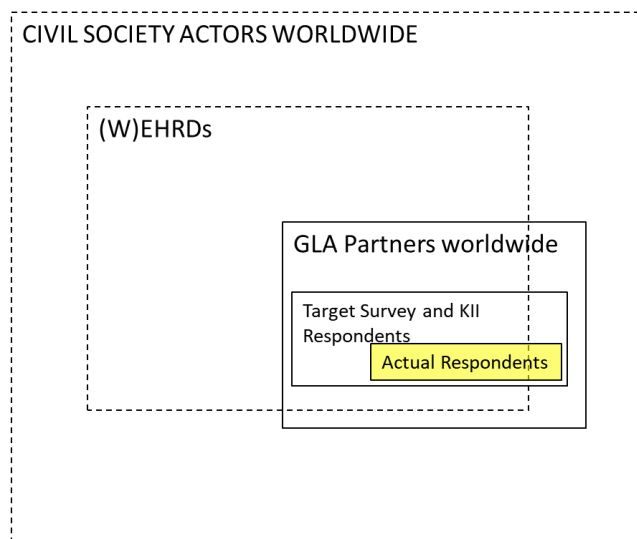 CIVIL SOCIETY ACTORS WORLDWIDE
(W)EHRDs
GLA Partners worldwide
Target Survey and KII
Respondents
Actual Respondents